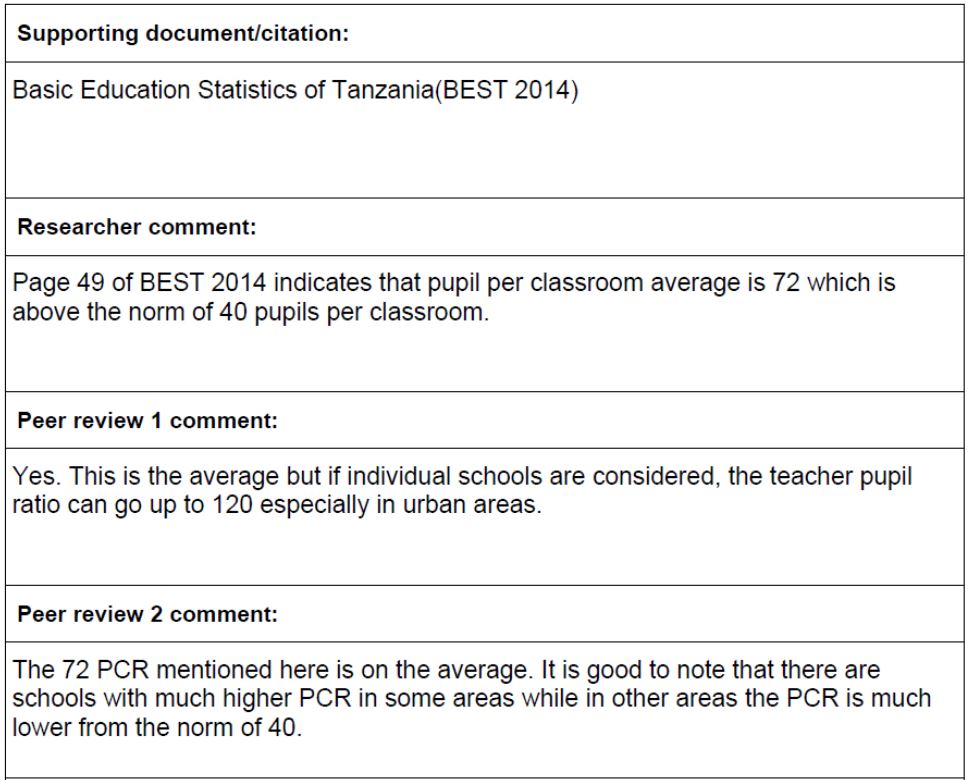 Supporting document/citation:
Basic Education Statistics of Tanzania(BEST 2014)
Researcher comment:
Page 49 of BEST 2014 indicates that pupil per classroom average is 72 which is
above the norm of 40 pupils per classroom.
Peer review 1 comment:
Yes. This is the average but if individual schools are considered, the teacher pupil
ratio can go up to 120 especially in urban areas.
Peer review 2 comment:
The 72 PCR mentioned here is on the average. It is good to note that there are
schools with much higher PCR in some areas while in other areas the PCR is much
lower from the norm of 40.